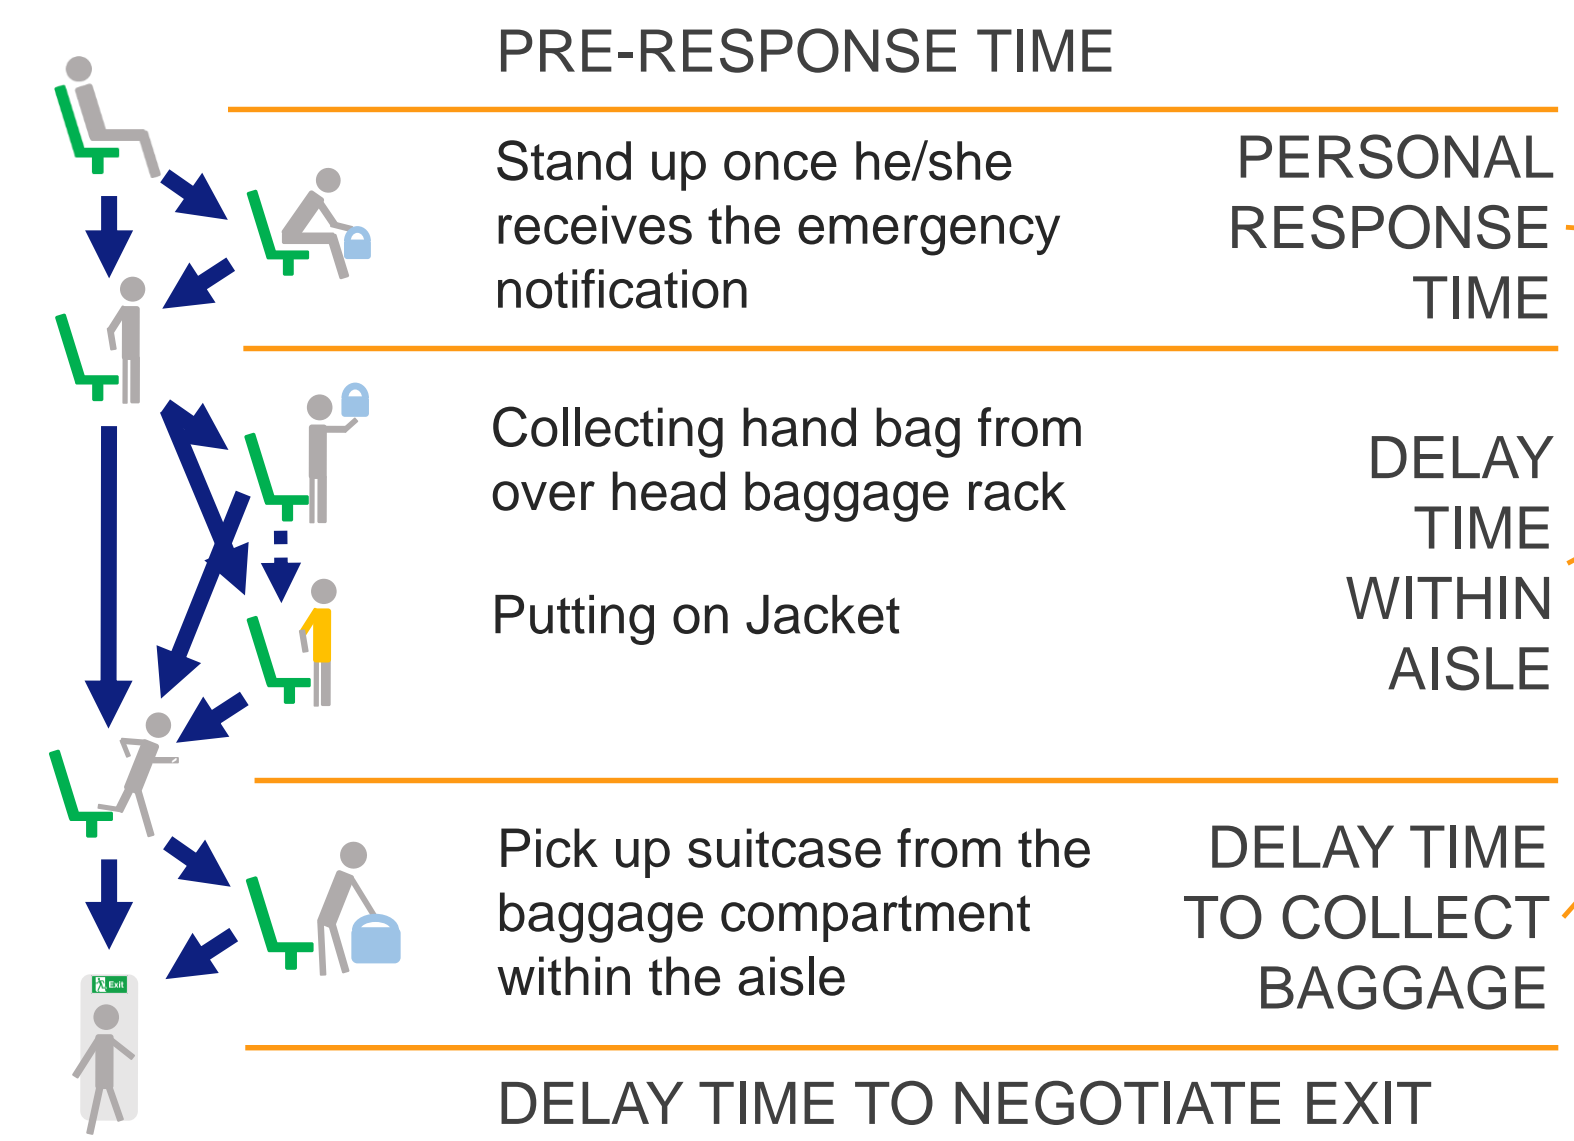 PRE-RESPONSE TIME
Stand up once he/she
receives the emergency
notification
PERSONAL
RESPONSE
TIME
Collecting hand bag from
over head baggage rack
Putting on Jacket
DELAY
TIME
WITHIN
AISLE
Pick up suitcase from the
baggage compartment
within the aisle
DELAY TIME
TO COLLECT
BAGGAGE
Exit
DELAY TIME TO NEGOTIATE EXIT